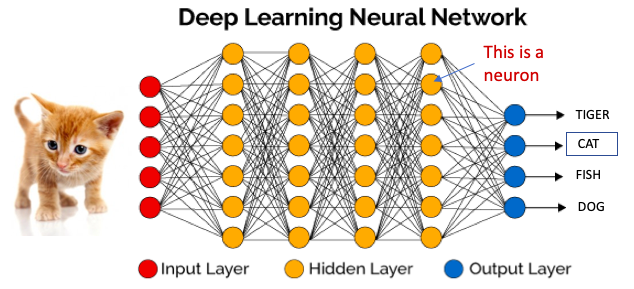 Deep Learning Neural Network
This is a
neuron
TIGER
CAT
FISH
DOG
Input Layer
Hidden Layer
Output Layer